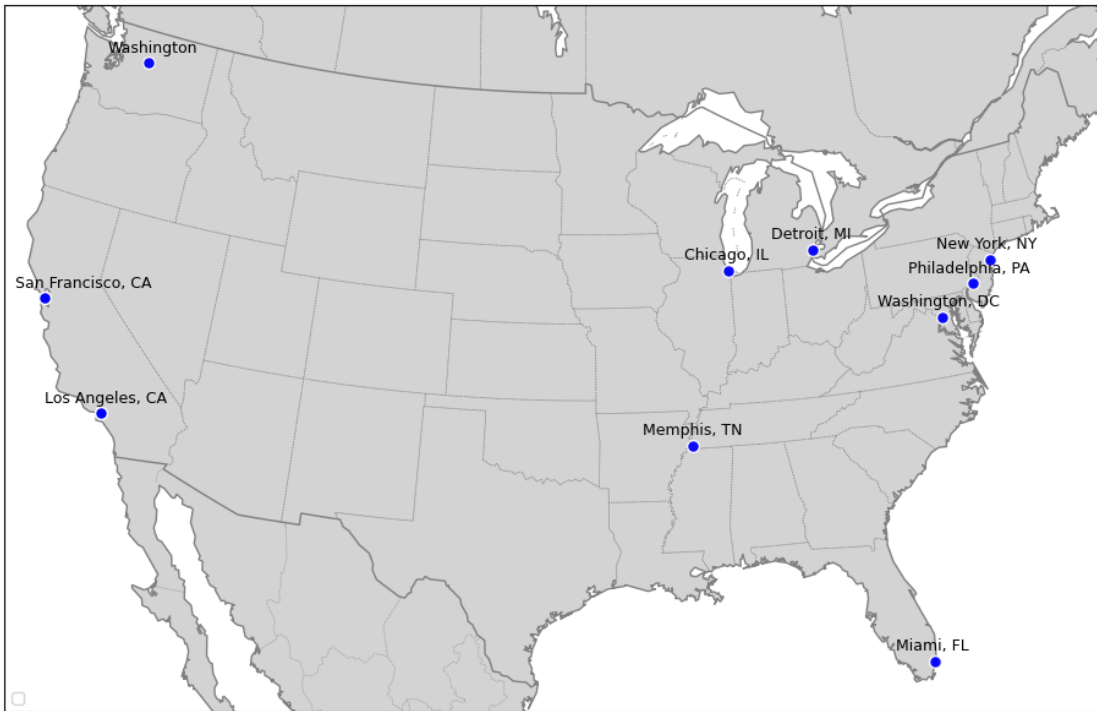 Washington
Detroit, MI
New York, NY
Chicago, IL
Philadelphia, PA
San Francisco, CA
Washington, DC
Los Angeles, CA
Memphis, TN
Miami, FL